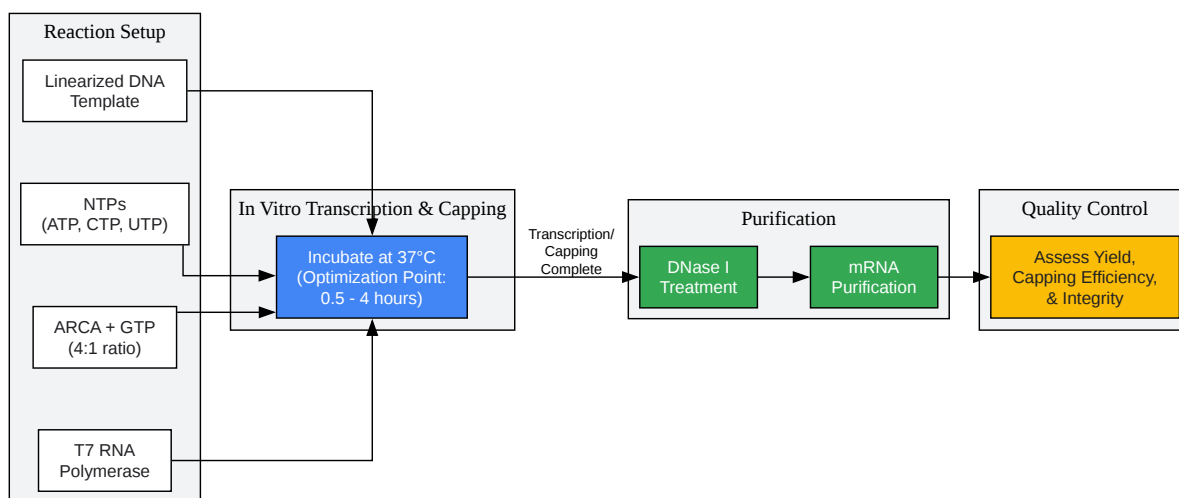 Reaction Setup
Linearized DNA
Template
NTPs
(ATP, CTP, UTP)
ARCA + GTP
(4:1 ratio)
T7 RNA
Polymerase
In Vitro Transcription & Capping
Incubate at 37°C
(Optimization Point:
0.5 - 4 hours)
Transcription/
Capping
Complete
Purification
DNase I
Treatment
mRNA
Purification
Quality Control
Assess Yield,
Capping Efficiency,
& Integrity